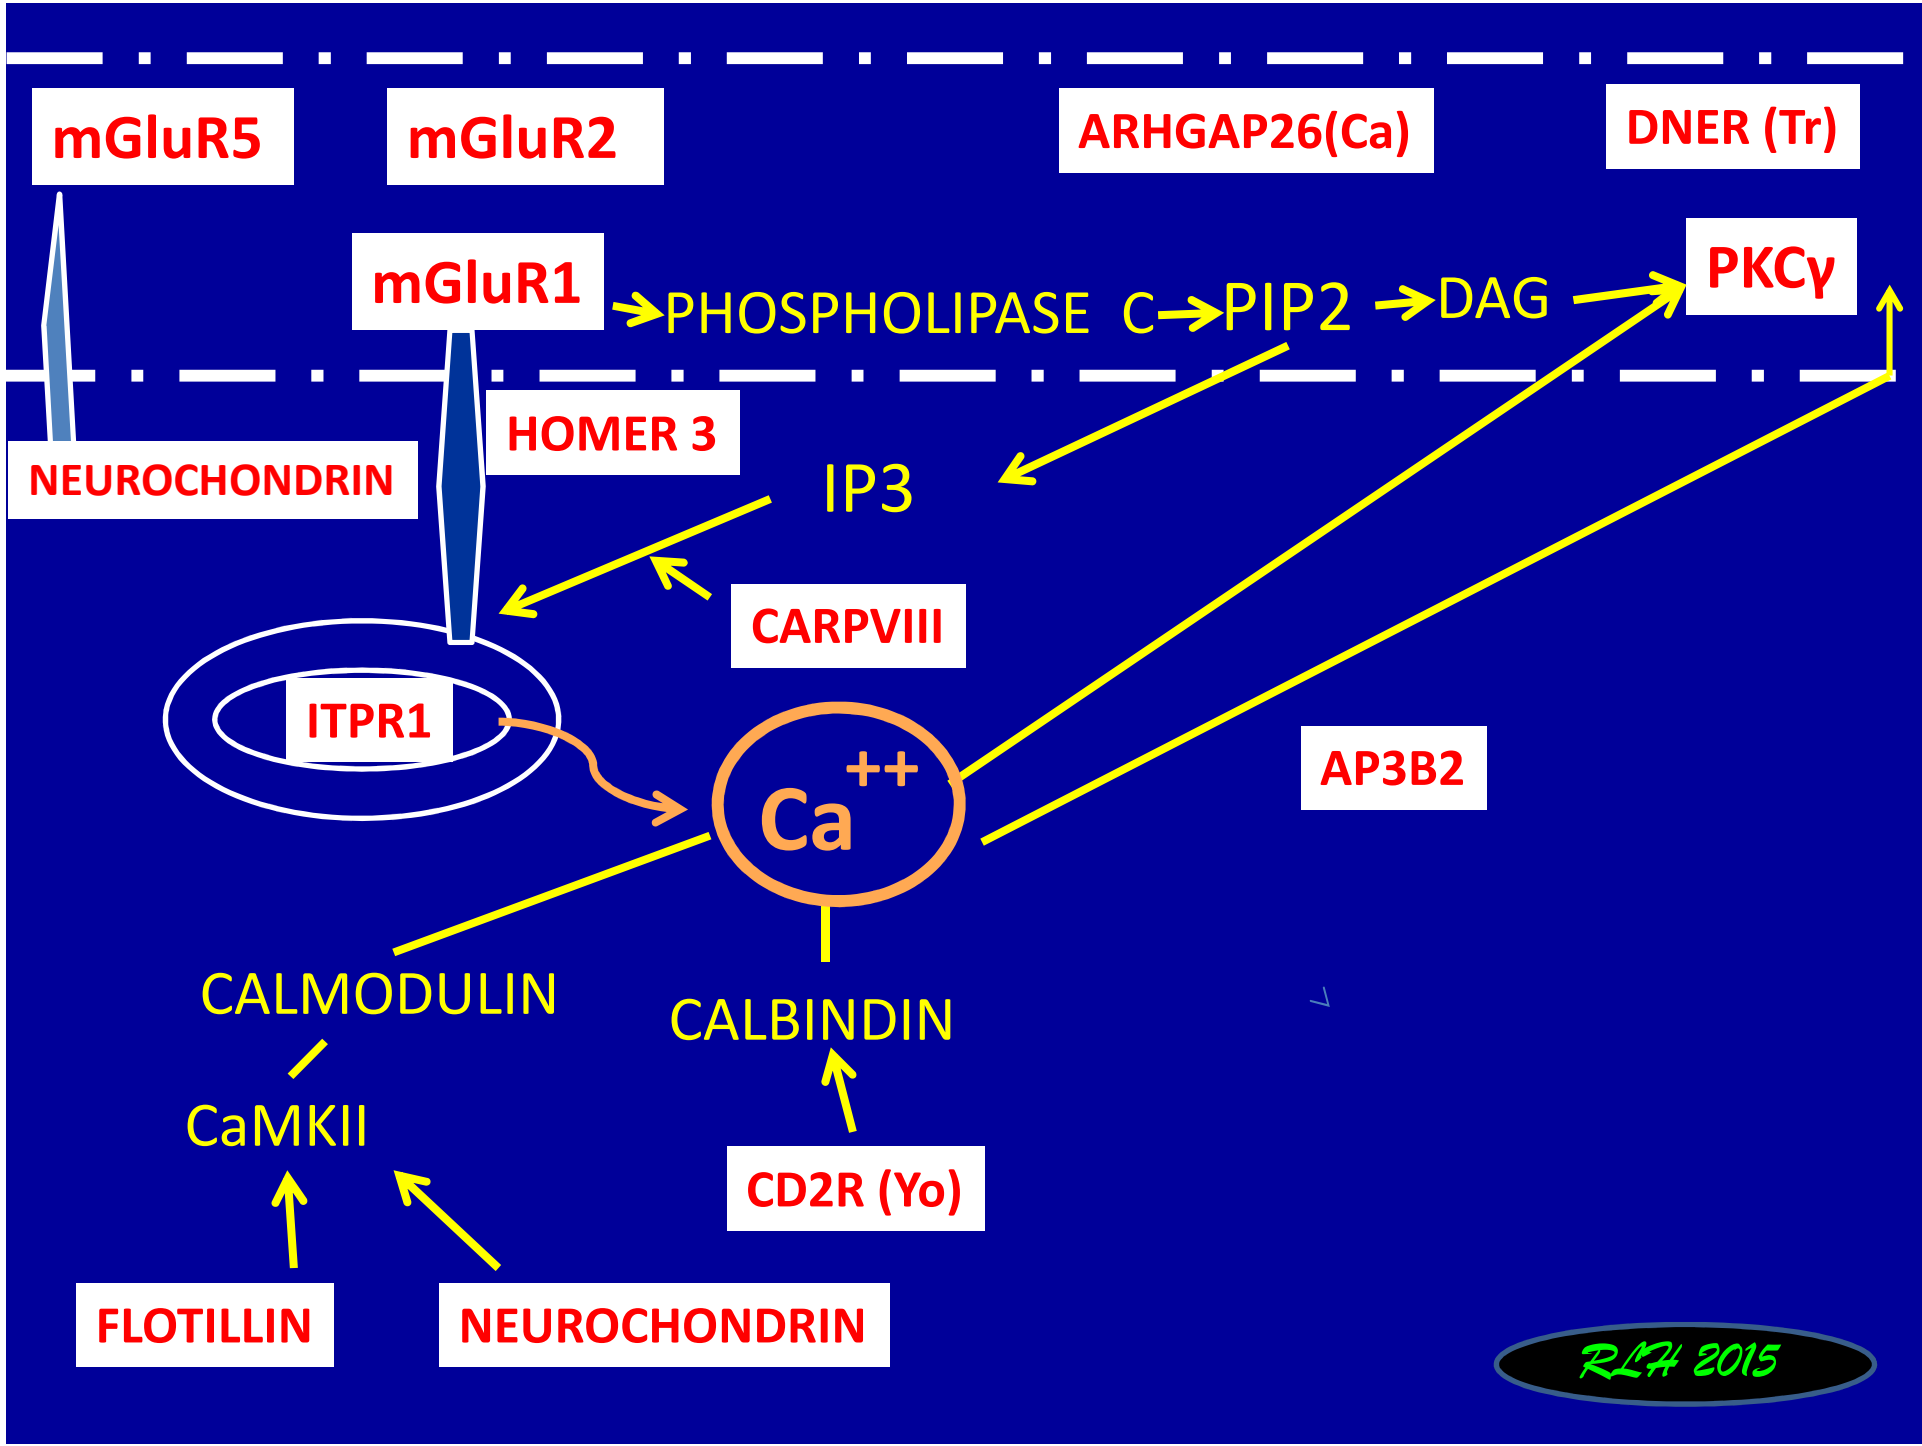 mGluR5
mGluR2
ARHGAP26(Ca)
DNER (Tr)
mGluR1
PHOSPHOLIPASE C
PIP2
DAG
PKCγ
HOMER 3
NEUROCHONDRIN
IP3
CARPVIII
ITPR1
Ca++
AP3B2
CALMODULIN
CALBINDIN
CaMKII
CD2R (Yo)
FLOTILLIN
NEUROCHONDRIN
RLH 2015